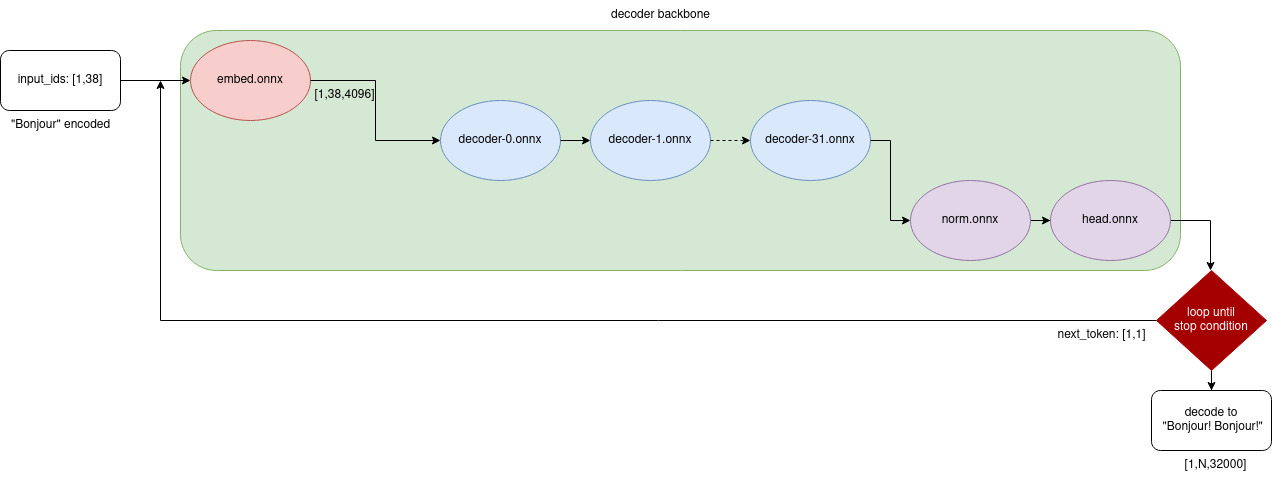 decoder backbone
input_ids: [1,38]
"Bonjour" encoded
embed.onnx
[1,38,4096]
decoder-0.onnx
decoder-1.onnx
decoder-31.onnx
norm.onnx
head.onnx
loop until
stop condition
next_token: [1,1]
decode to
"Bonjour! Bonjour!"
[1,N,32000]